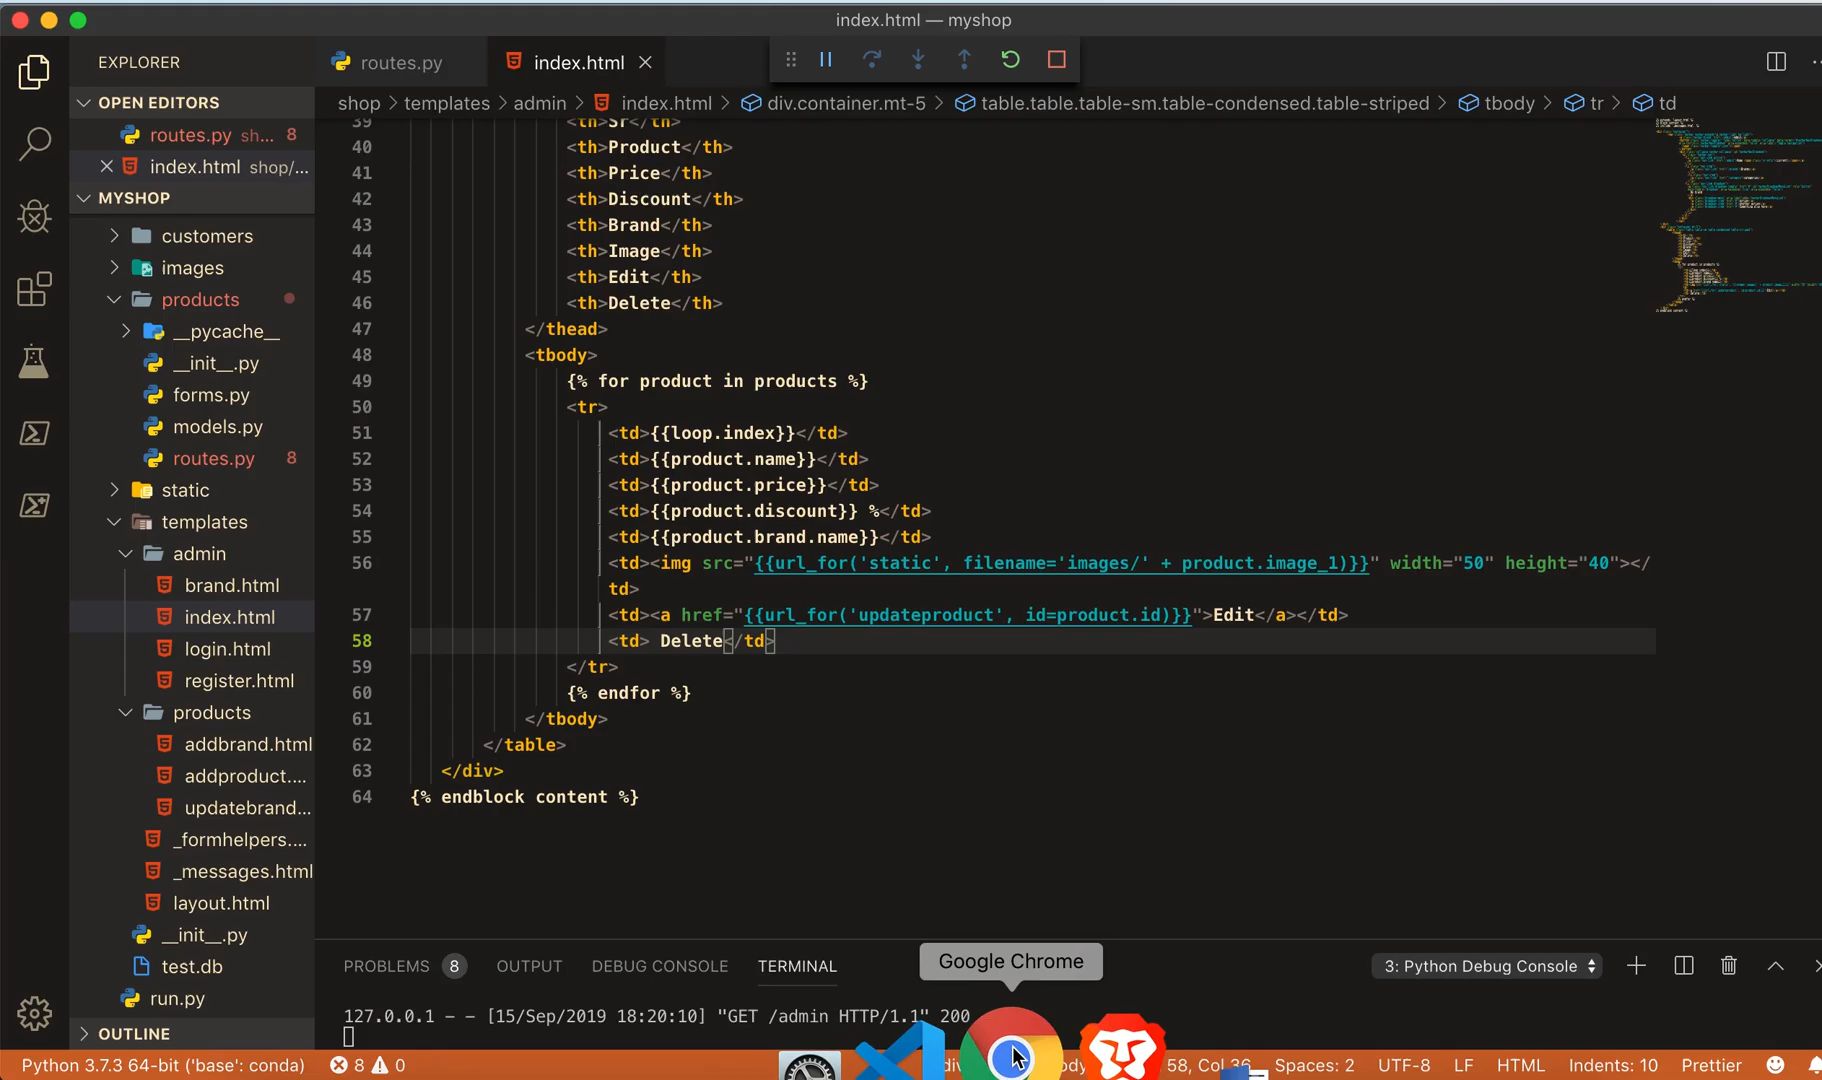 index.html — myshop
EXPLORER
routes.py
index.html
OPEN EDITORS
routes.py sh... 8
index.html shop/...
MYSHOP
customers
images
products
__pycache__
__init__.py
forms.py
models.py
routes.py 8
static
templates
admin
brand.html
index.html
login.html
register.html
products
addbrand.html
addproduct....
updatebrand...
_formhelpers....
_messages.html
layout.html
__init__.py
test.db
run.py
OUTLINE
shop > templates > admin > index.html > div.container.mt-5 > table.table.table-sm.table-condensed.table-striped > tbody > tr > td
39 <th>Sr</th>
40 <th>Product</th>
41 <th>Price</th>
42 <th>Discount</th>
43 <th>Brand</th>
44 <th>Image</th>
45 <th>Edit</th>
46 <th>Delete</th>
47 </thead>
48 <tbody>
49 {% for product in products %}
50 <tr>
51 <td>{{loop.index}}</td>
52 <td>{{product.name}}</td>
53 <td>{{product.price}}</td>
54 <td>{{product.discount}} %</td>
55 <td>{{product.brand.name}}</td>
56 <td><img src="{{url_for('static', filename='images/' + product.image_1)}}" width="50" height="40"></
td>
57 <td><a href="{{url_for('updateproduct', id=product.id)}}">Edit</a></td>
58 <td> Delete</td>
59 </tr>
60 {% endfor %}
61 </tbody>
62 </table>
63 </div>
64 {% endblock content %}
PROBLEMS 8 OUTPUT DEBUG CONSOLE TERMINAL
Google Chrome
3: Python Debug Console
127.0.0.1 - - [15/Sep/2019 18:20:10] "GET /admin HTTP/1.1" 200
Python 3.7.3 64-bit ('base': conda) 8 0
58, Col 36 Spaces: 2 UTF-8 LF HTML Indents: 10 Prettier